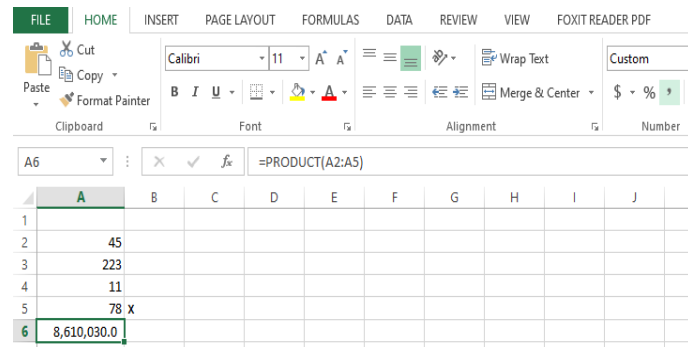 FILE HOME INSERT PAGE LAYOUT FORMULAS DATA REVIEW VIEW FOXIT READER PDF
Cut
Copy
Format Painter
Paste
Clipboard
Calibri 11 A A
B I U A
Font
Wrap Text
Merge & Center
Alignment
Custom
$ % ,
Number
A6 fx =PRODUCT(A2:A5)
A B C D E F G H I J
1
2 45
3 223
4 11
5 78 x
6 8,610,030.0